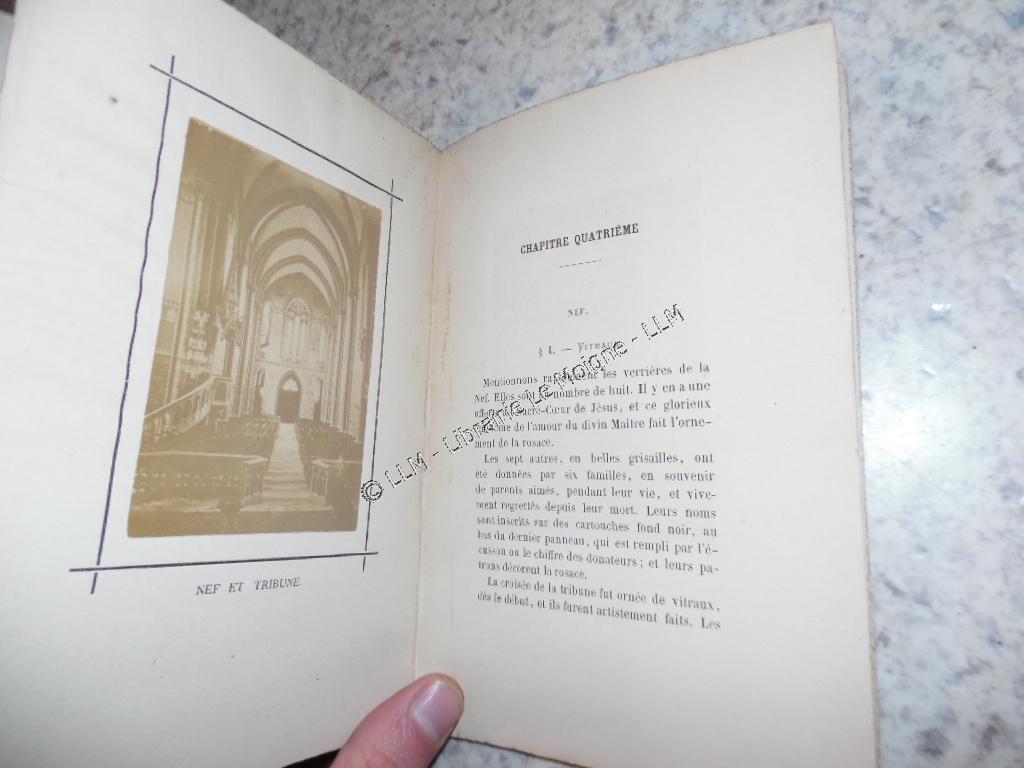 NEF ET TRIBUNE.
CHAPITRE QUATRIÈME
NEF.
§ I. — VITRAUX
Mentionnons les verrières de la
Nef. Elles sont au nombre de huit. Il y en a une
Sacré-Cœur de Jésus, et ce glorieux
de l'amour du divin Maître fait l'orne-
ment de la rosace.
Les sept autres, en belles grisailles, ont
été données par six familles, en souvenir
de parents aimés, pendant leur vie, et vive-
ment regrettés depuis leur mort. Leurs noms
sont inscrits sur des cartouches fond noir, au
bas du dernier panneau, qui est rempli par l'é-
cusson ou le chiffre des donateurs ; et leurs pa-
trons décorent la rosace.
La croisée de la tribune fut ornée de vitraux,
dès le début, et ils furent artistement faits. Les
© LLM - Librairie Le Moigne - LLM